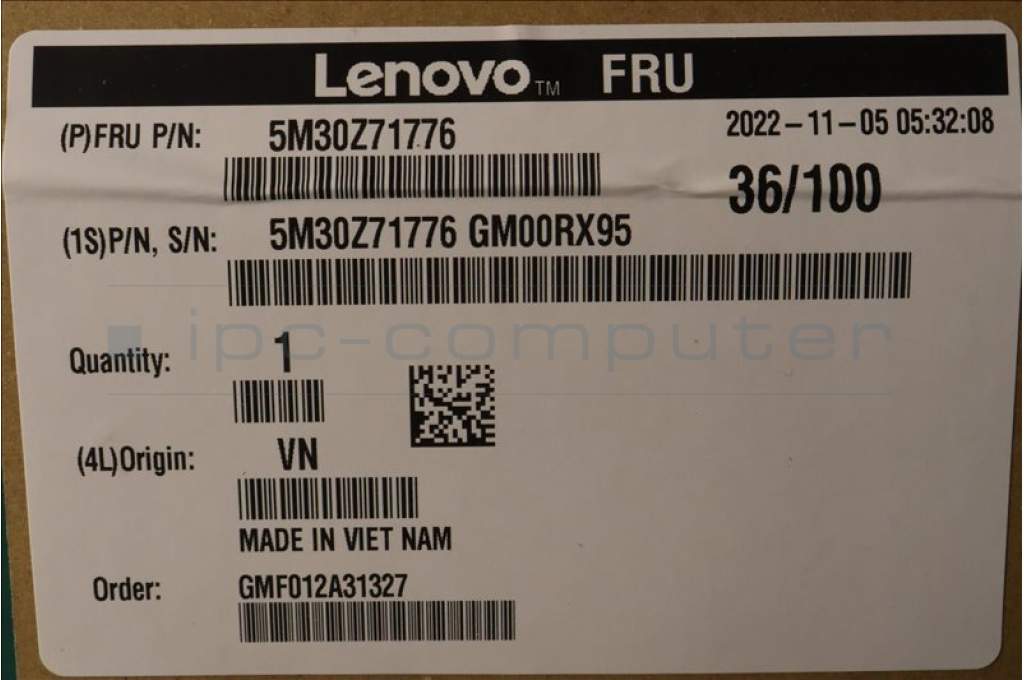 Lenovo™ FRU
(P)FRU P/N: 5M30Z71776
2022-11-05 05:32:08
36/100
(1S)P/N, S/N: 5M30Z71776 GM00RX95
ipc-computer
Quantity: 1
(4L)Origin: VN
MADE IN VIET NAM
Order: GMF012A31327